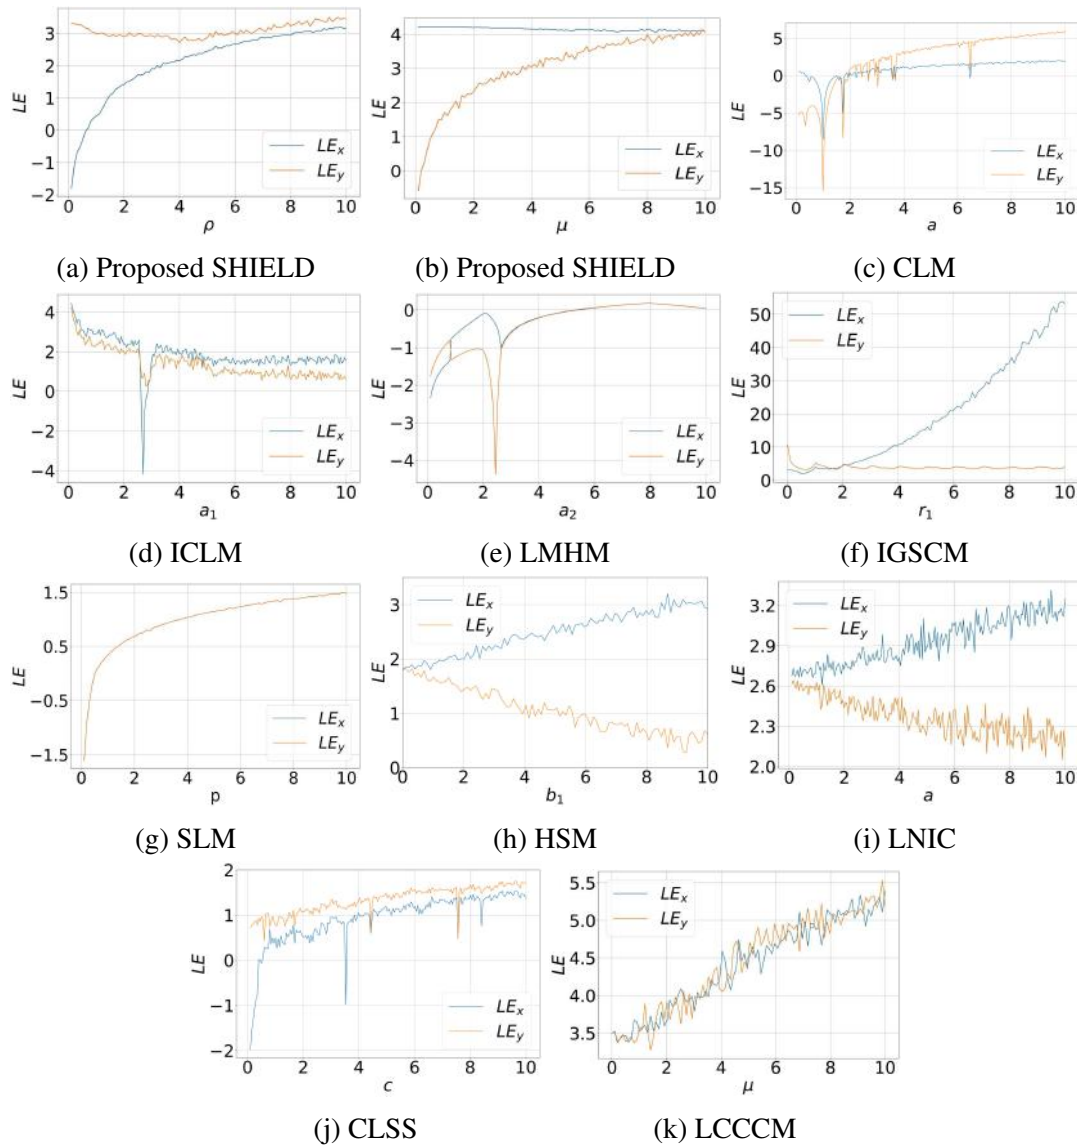 3
2
1
0
−1
−2
LE
LE_x
LE_y
0 2 4 6 8 10
ρ
(a) Proposed SHIELD
4
3
2
1
0
LE
LE_x
LE_y
0 2 4 6 8 10
μ
(b) Proposed SHIELD
5
0
−5
−10
−15
LE
LE_x
LE_y
0 2 4 6 8 10
a
(c) CLM
4
2
0
−2
−4
LE
LE_x
LE_y
0 2 4 6 8 10
a_1
(d) ICLM
0
−1
−2
−3
−4
LE
LE_x
LE_y
0 2 4 6 8 10
a_2
(e) LMHM
50
40
30
20
10
0
LE
LE_x
LE_y
0 2 4 6 8 10
r_1
(f) IGSCM
1.5
0.5
−0.5
−1.5
LE
LE_x
LE_y
0 2 4 6 8 10
p
(g) SLM
3
2
1
0
LE
LE_x
LE_y
0 2 4 6 8 10
b_1
(h) HSM
3.2
2.9
2.6
2.3
2.0
LE
LE_x
LE_y
0 2 4 6 8 10
a
(i) LNIC
2
1
0
−1
−2
LE
LE_x
LE_y
0 2 4 6 8 10
c
(j) CLSS
5.5
5.0
4.5
4.0
3.5
LE
LE_x
LE_y
0 2 4 6 8 10
μ
(k) LCCCM